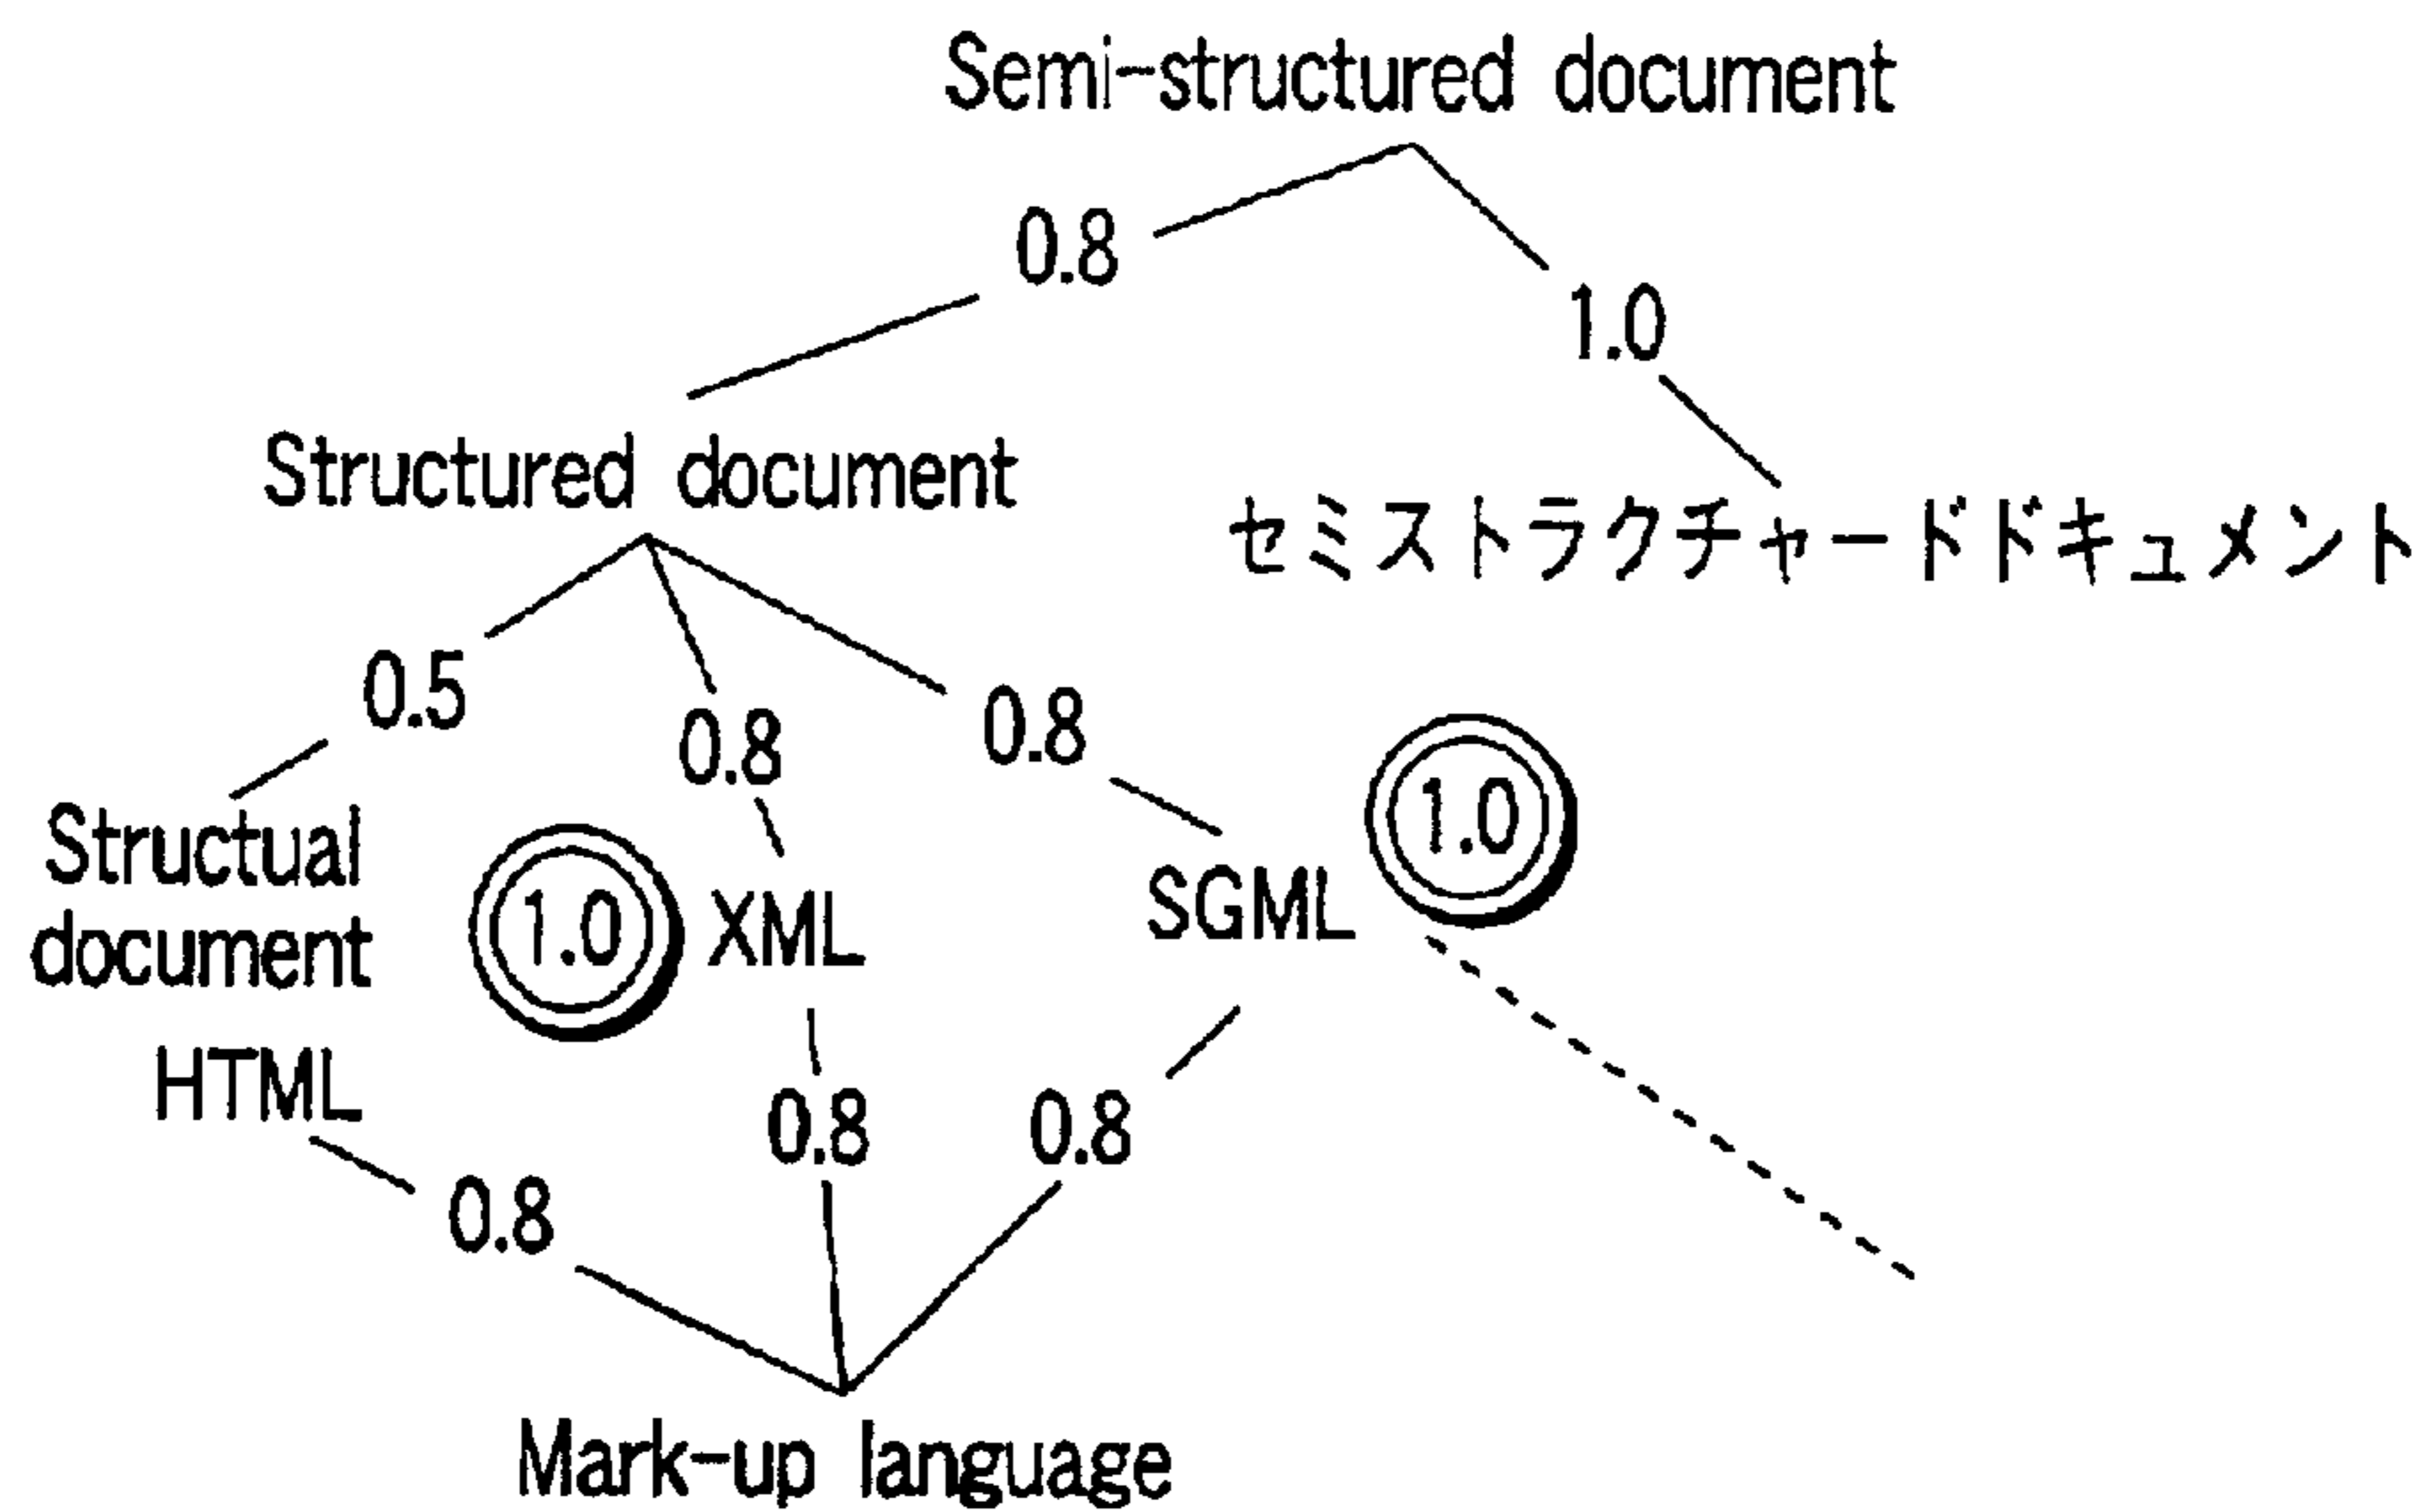 Semi-structured document
0.8
1.0
Structured document
セミストラクチャードドキュメント
0.5
0.8
0.8
Structual
document
1.0
XML
SGML
1.0
HTML
0.8
0.8
0.8
Mark-up language